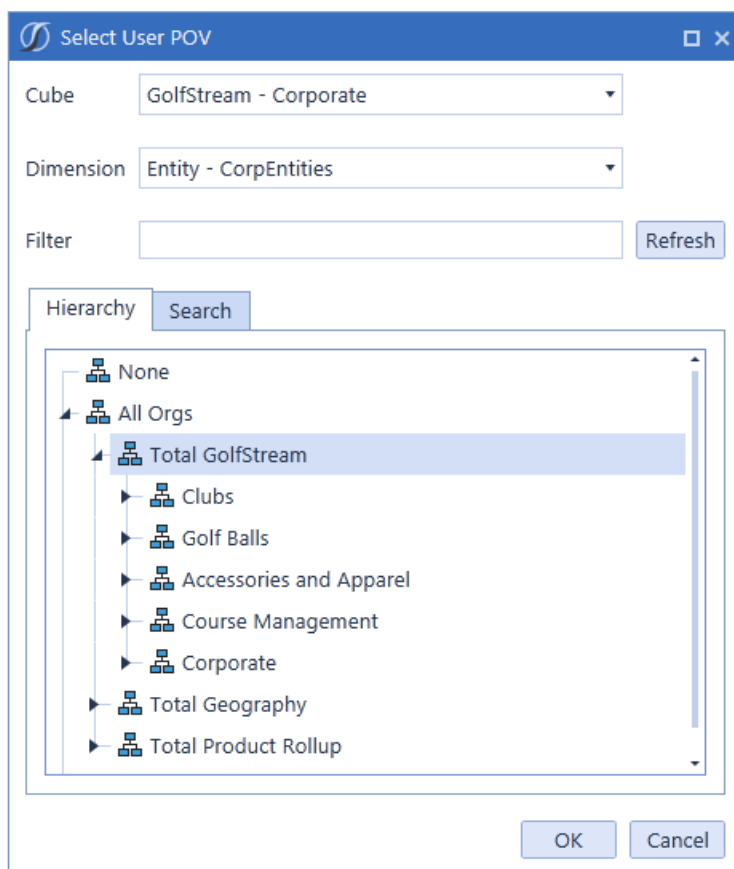 Select User POV
Cube GolfStream - Corporate
Dimension Entity - CorpEntities
Filter Refresh
Hierarchy Search
None
All Orgs
Total GolfStream
Clubs
Golf Balls
Accessories and Apparel
Course Management
Corporate
Total Geography
Total Product Rollup
OK Cancel